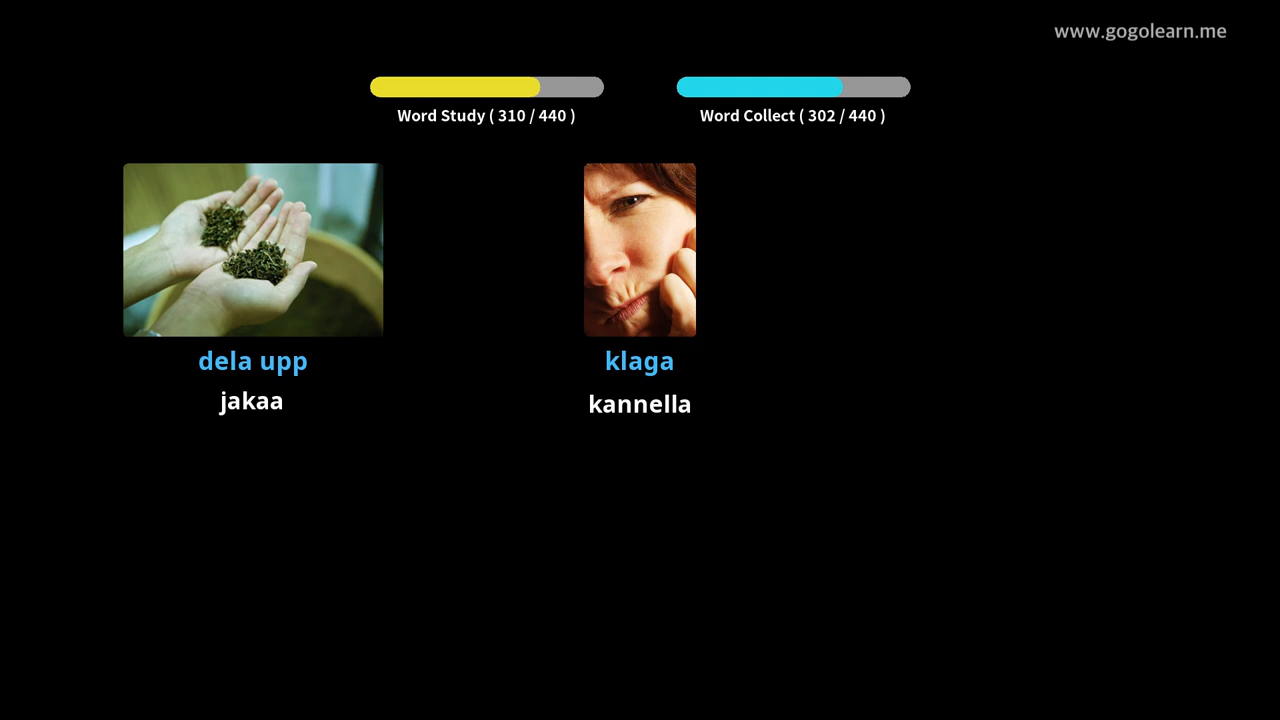 www.gogolearn.me
Word Study ( 310 / 440 )
Word Collect ( 302 / 440 )
dela upp
jakaa
klaga
kannella